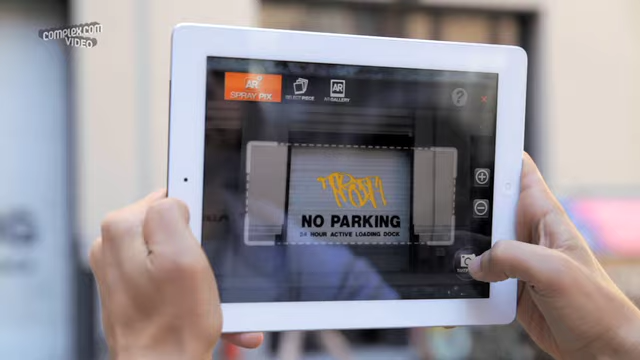 COMPLEX.COM
VIDEO
AR
SPRAY PIX
SELECT PIECE
AR GALLERY
AR
?
NO PARKING
24 HOUR ACTIVE LOADING DOCK